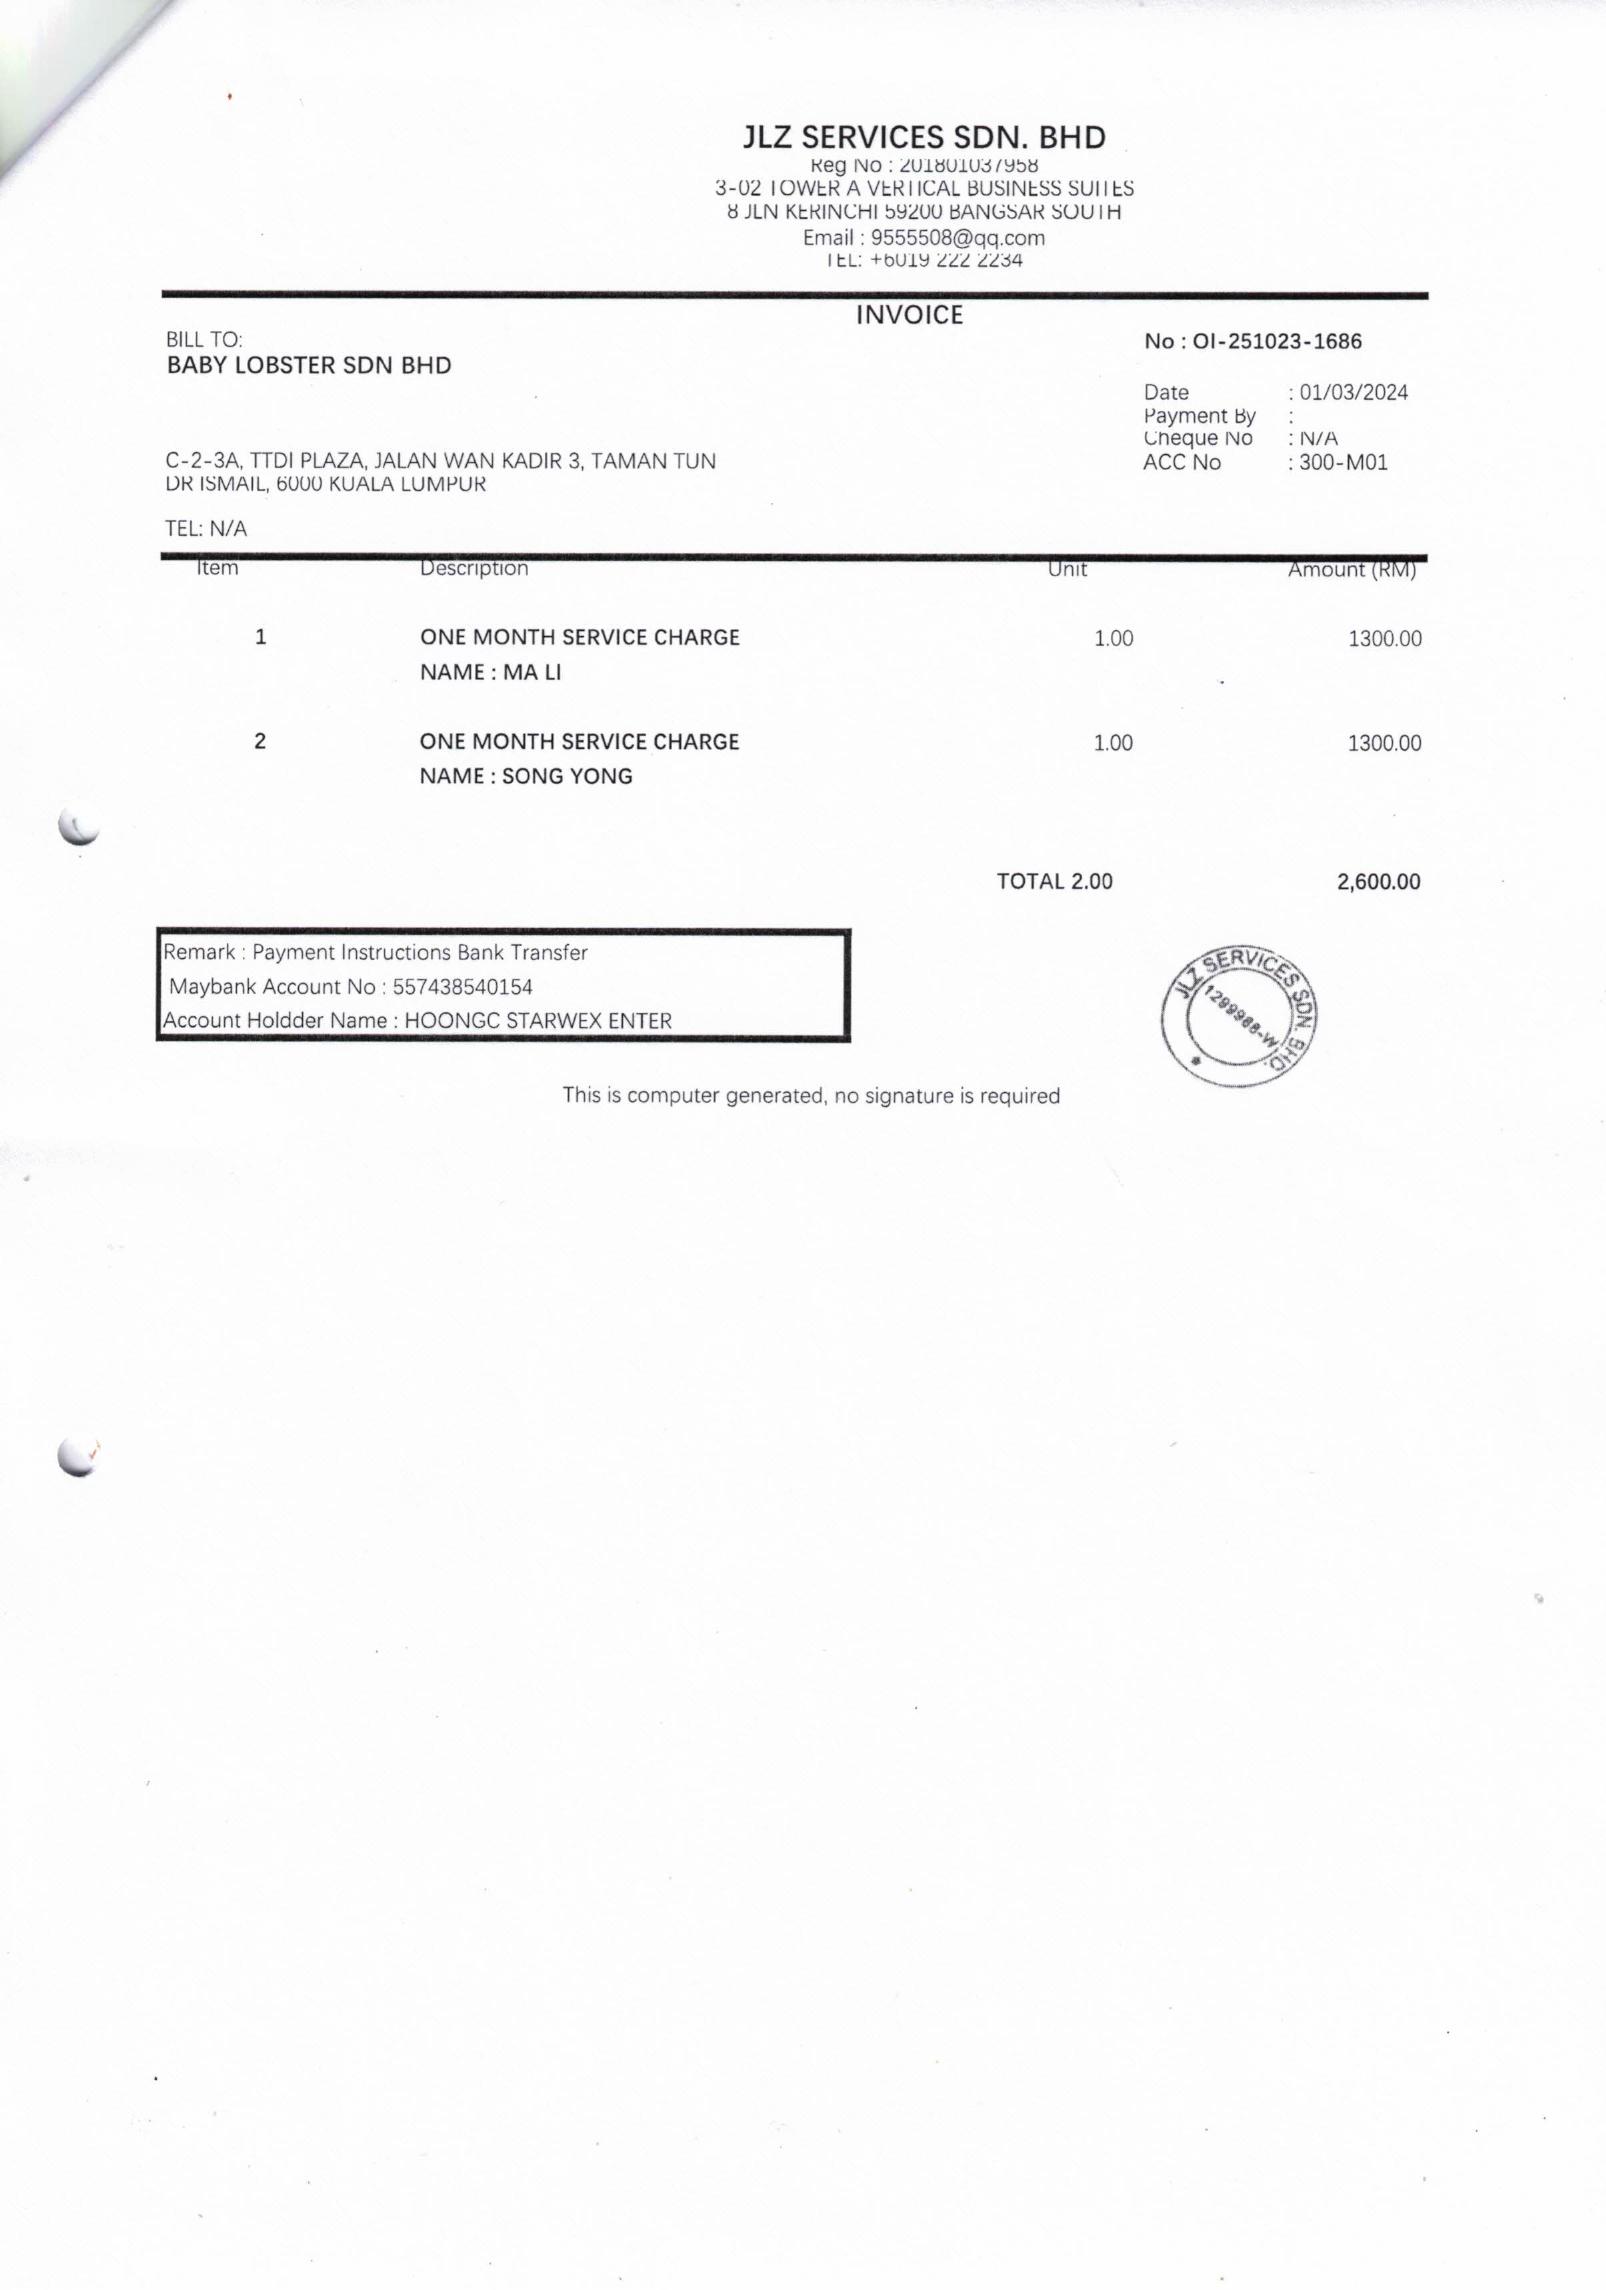 JLZ SERVICES SDN. BHD
Reg No : 201801037958
3-02 TOWER A VERTICAL BUSINESS SUITES
8 JLN KERINCHI 59200 BANGSAR SOUTH
Email : 9555508@qq.com
TEL: +6019 222 2234
INVOICE
BILL TO:
BABY LOBSTER SDN BHD
No : OI-251023-1686
Date : 01/03/2024
Payment By :
Cheque No : N/A
ACC No : 300-M01
C-2-3A, TTDI PLAZA, JALAN WAN KADIR 3, TAMAN TUN
DR ISMAIL, 6000 KUALA LUMPUR
TEL: N/A
Item Description Unit Amount (RM)
1 ONE MONTH SERVICE CHARGE 1.00 1300.00
NAME : MA LI
2 ONE MONTH SERVICE CHARGE 1.00 1300.00
NAME : SONG YONG
TOTAL 2.00 2,600.00
Remark : Payment Instructions Bank Transfer
Maybank Account No : 557438540154
Account Holdder Name : HOONGC STARWEX ENTER
JLZ SERVICES SDN. BHD.
1299988-W
This is computer generated, no signature is required